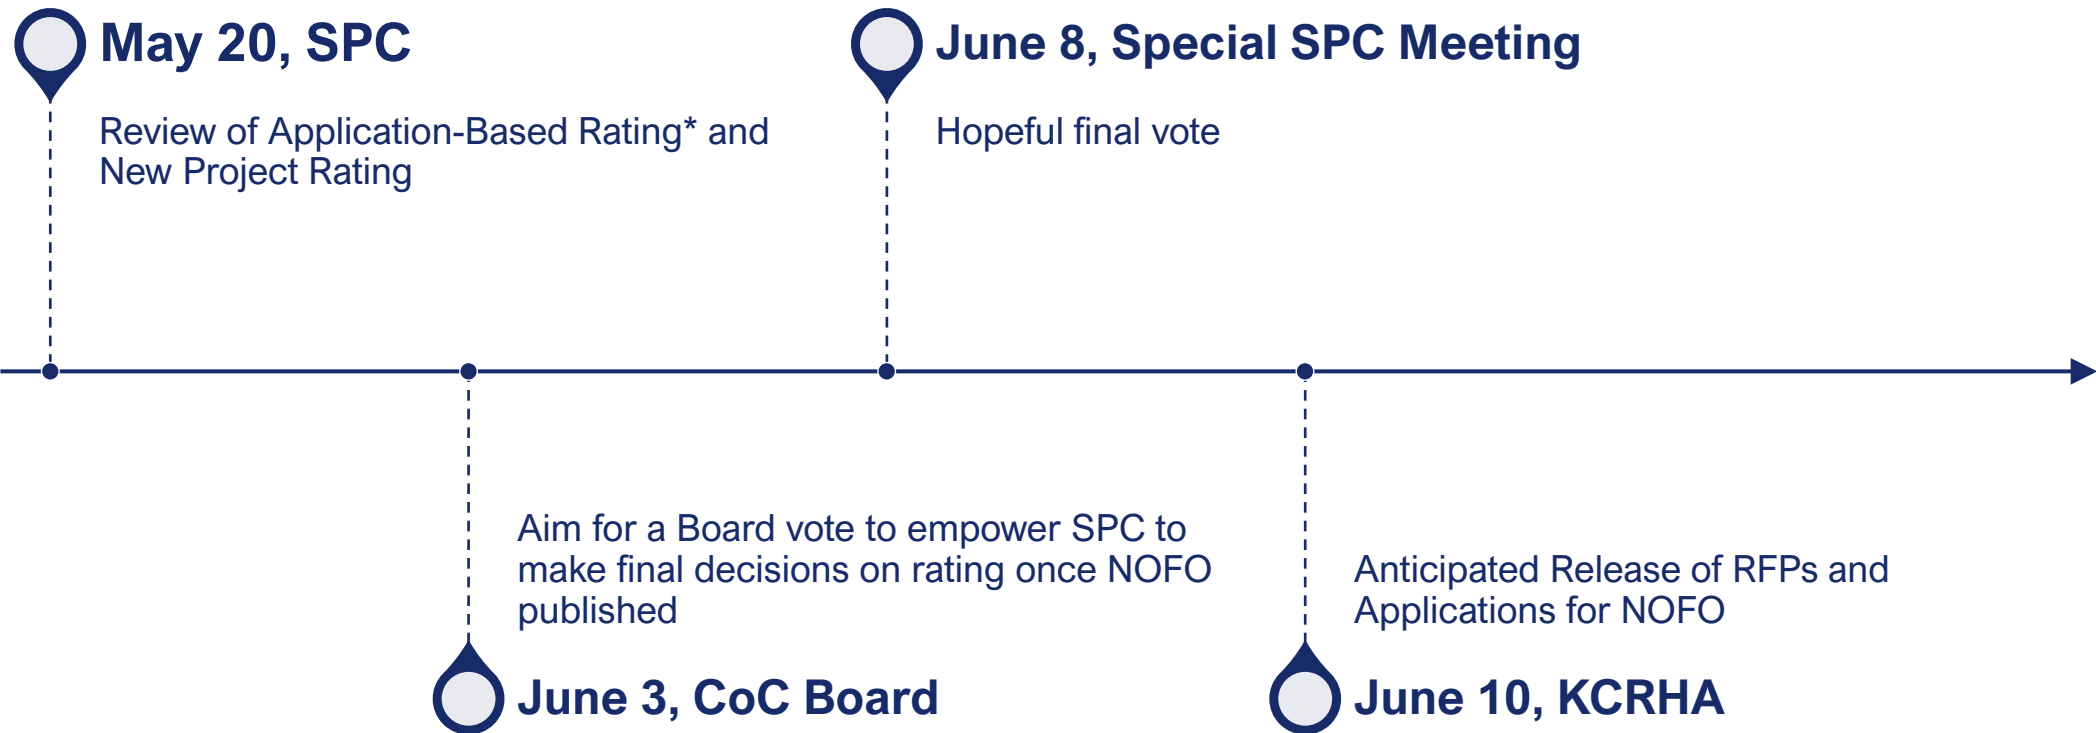 May 20, SPC
Review of Application-Based Rating* and
New Project Rating
June 8, Special SPC Meeting
Hopeful final vote
Aim for a Board vote to empower SPC to
make final decisions on rating once NOFO
published
June 3, CoC Board
Anticipated Release of RFPs and
Applications for NOFO
June 10, KCRHA